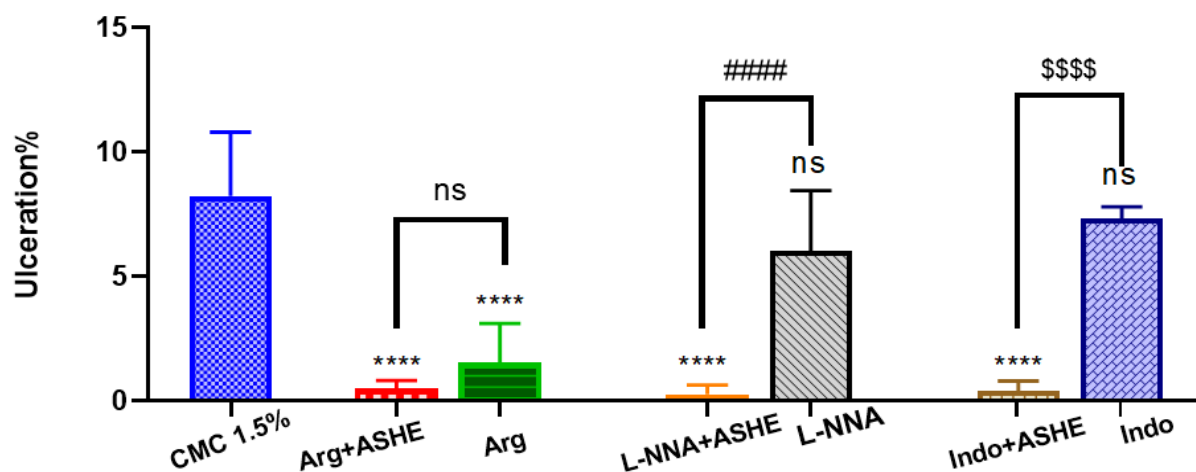 15
10
5
0
Ulceration%
ns
####
$$$$
ns
ns
****
****
****
****
CMC 1.5%
Arg+ASHE
Arg
L-NNA+ASHE
L-NNA
Indo+ASHE
Indo